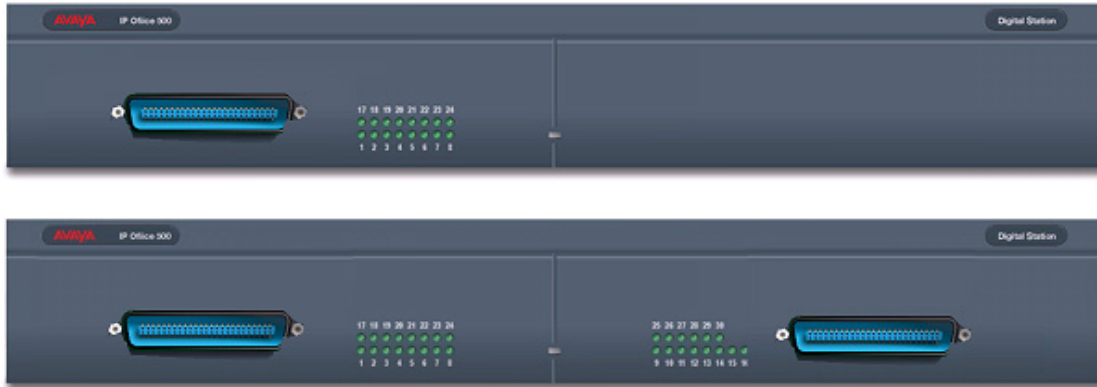 AVAYA IP Office 500 Digital Station
17 18 19 20 21 22 23 24
1 2 3 4 5 6 7 8
AVAYA IP Office 500 Digital Station
17 18 19 20 21 22 23 24 25 26 27 28 29 30
1 2 3 4 5 6 7 8 9 10 11 12 13 14 15 16